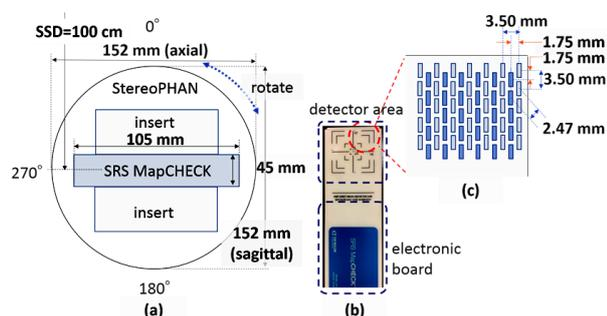 0°
SSD=100 cm
152 mm (axial)
StereoPHAN
rotate
insert
105 mm
SRS MapCHECK
45 mm
270°
insert
152 mm
(sagittal)
180°
(a)
detector area
SRS MapCHECK
electronic
board
(b)
3.50 mm
1.75 mm
1.75 mm
3.50 mm
2.47 mm
(c)